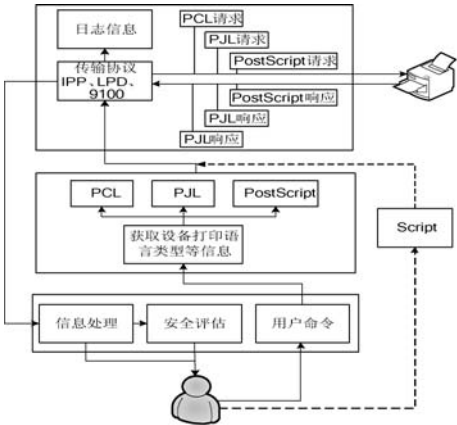 日志信息
传输协议
IPP、LPD、
9100
PCL请求
PJL请求
PostScript请求
PostScript响应
PJL响应
PJL响应
PCL
PJL
PostScript
获取设备打印语
言类型等信息
Script
信息处理
安全评估
用户命令